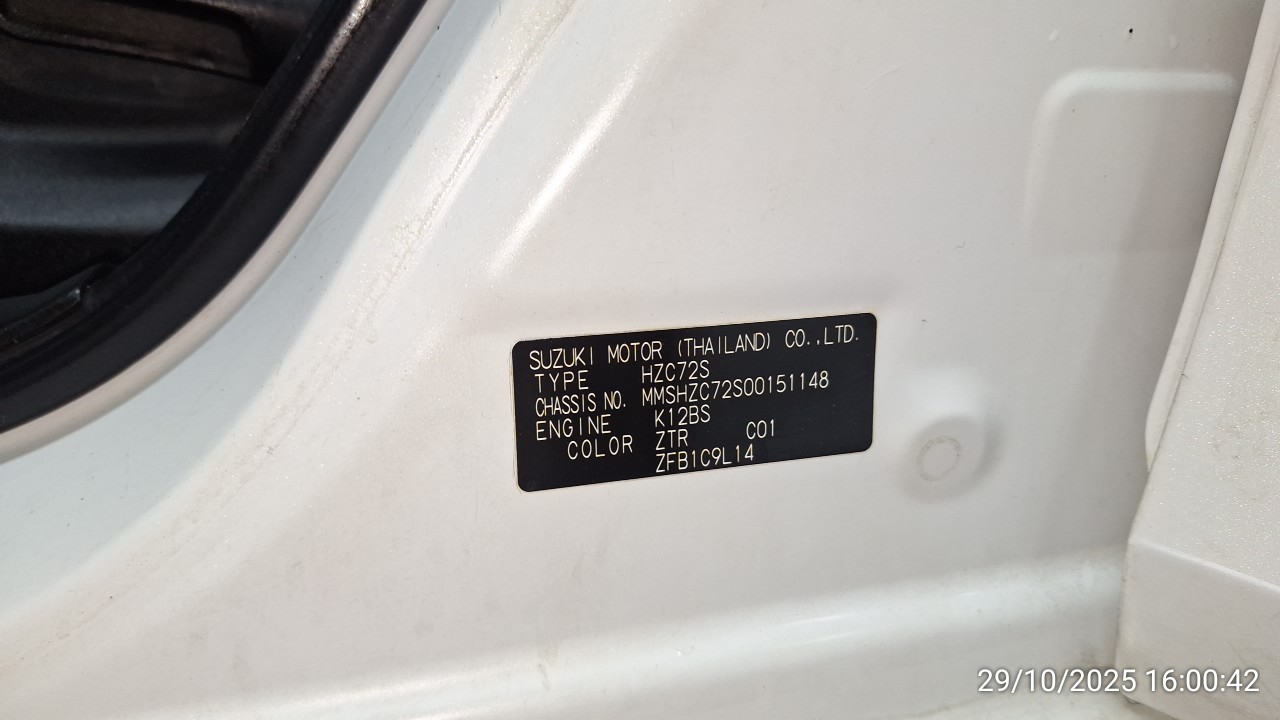 SUZUKI MOTOR (THAILAND) CO.,LTD.
TYPE HZC72S
CHASSIS NO. MMSHZC72S00151148
ENGINE K12BS
COLOR ZTR C01
ZFB1C9L14
29/10/2025 16:00:42